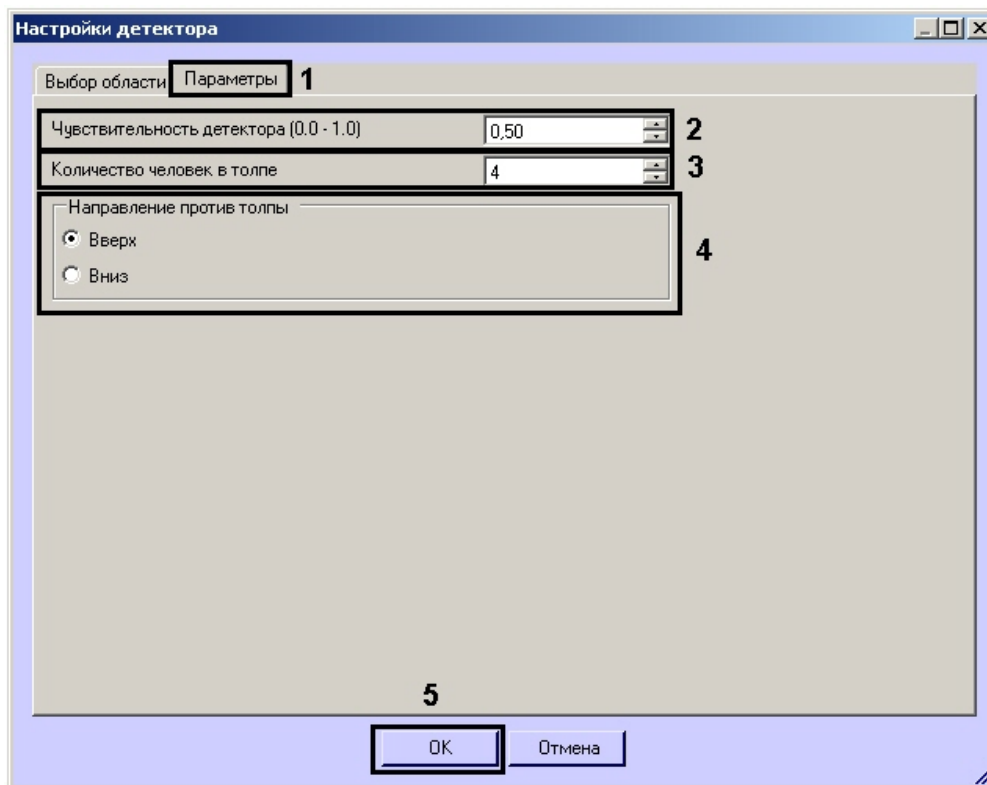 Настройки детектора
Выбор области Параметры 1
Чувствительность детектора (0.0 - 1.0) 0,50 2
Количество человек в толпе 4 3
Направление против толпы
Вверх
4
Вниз
5
OK Отмена